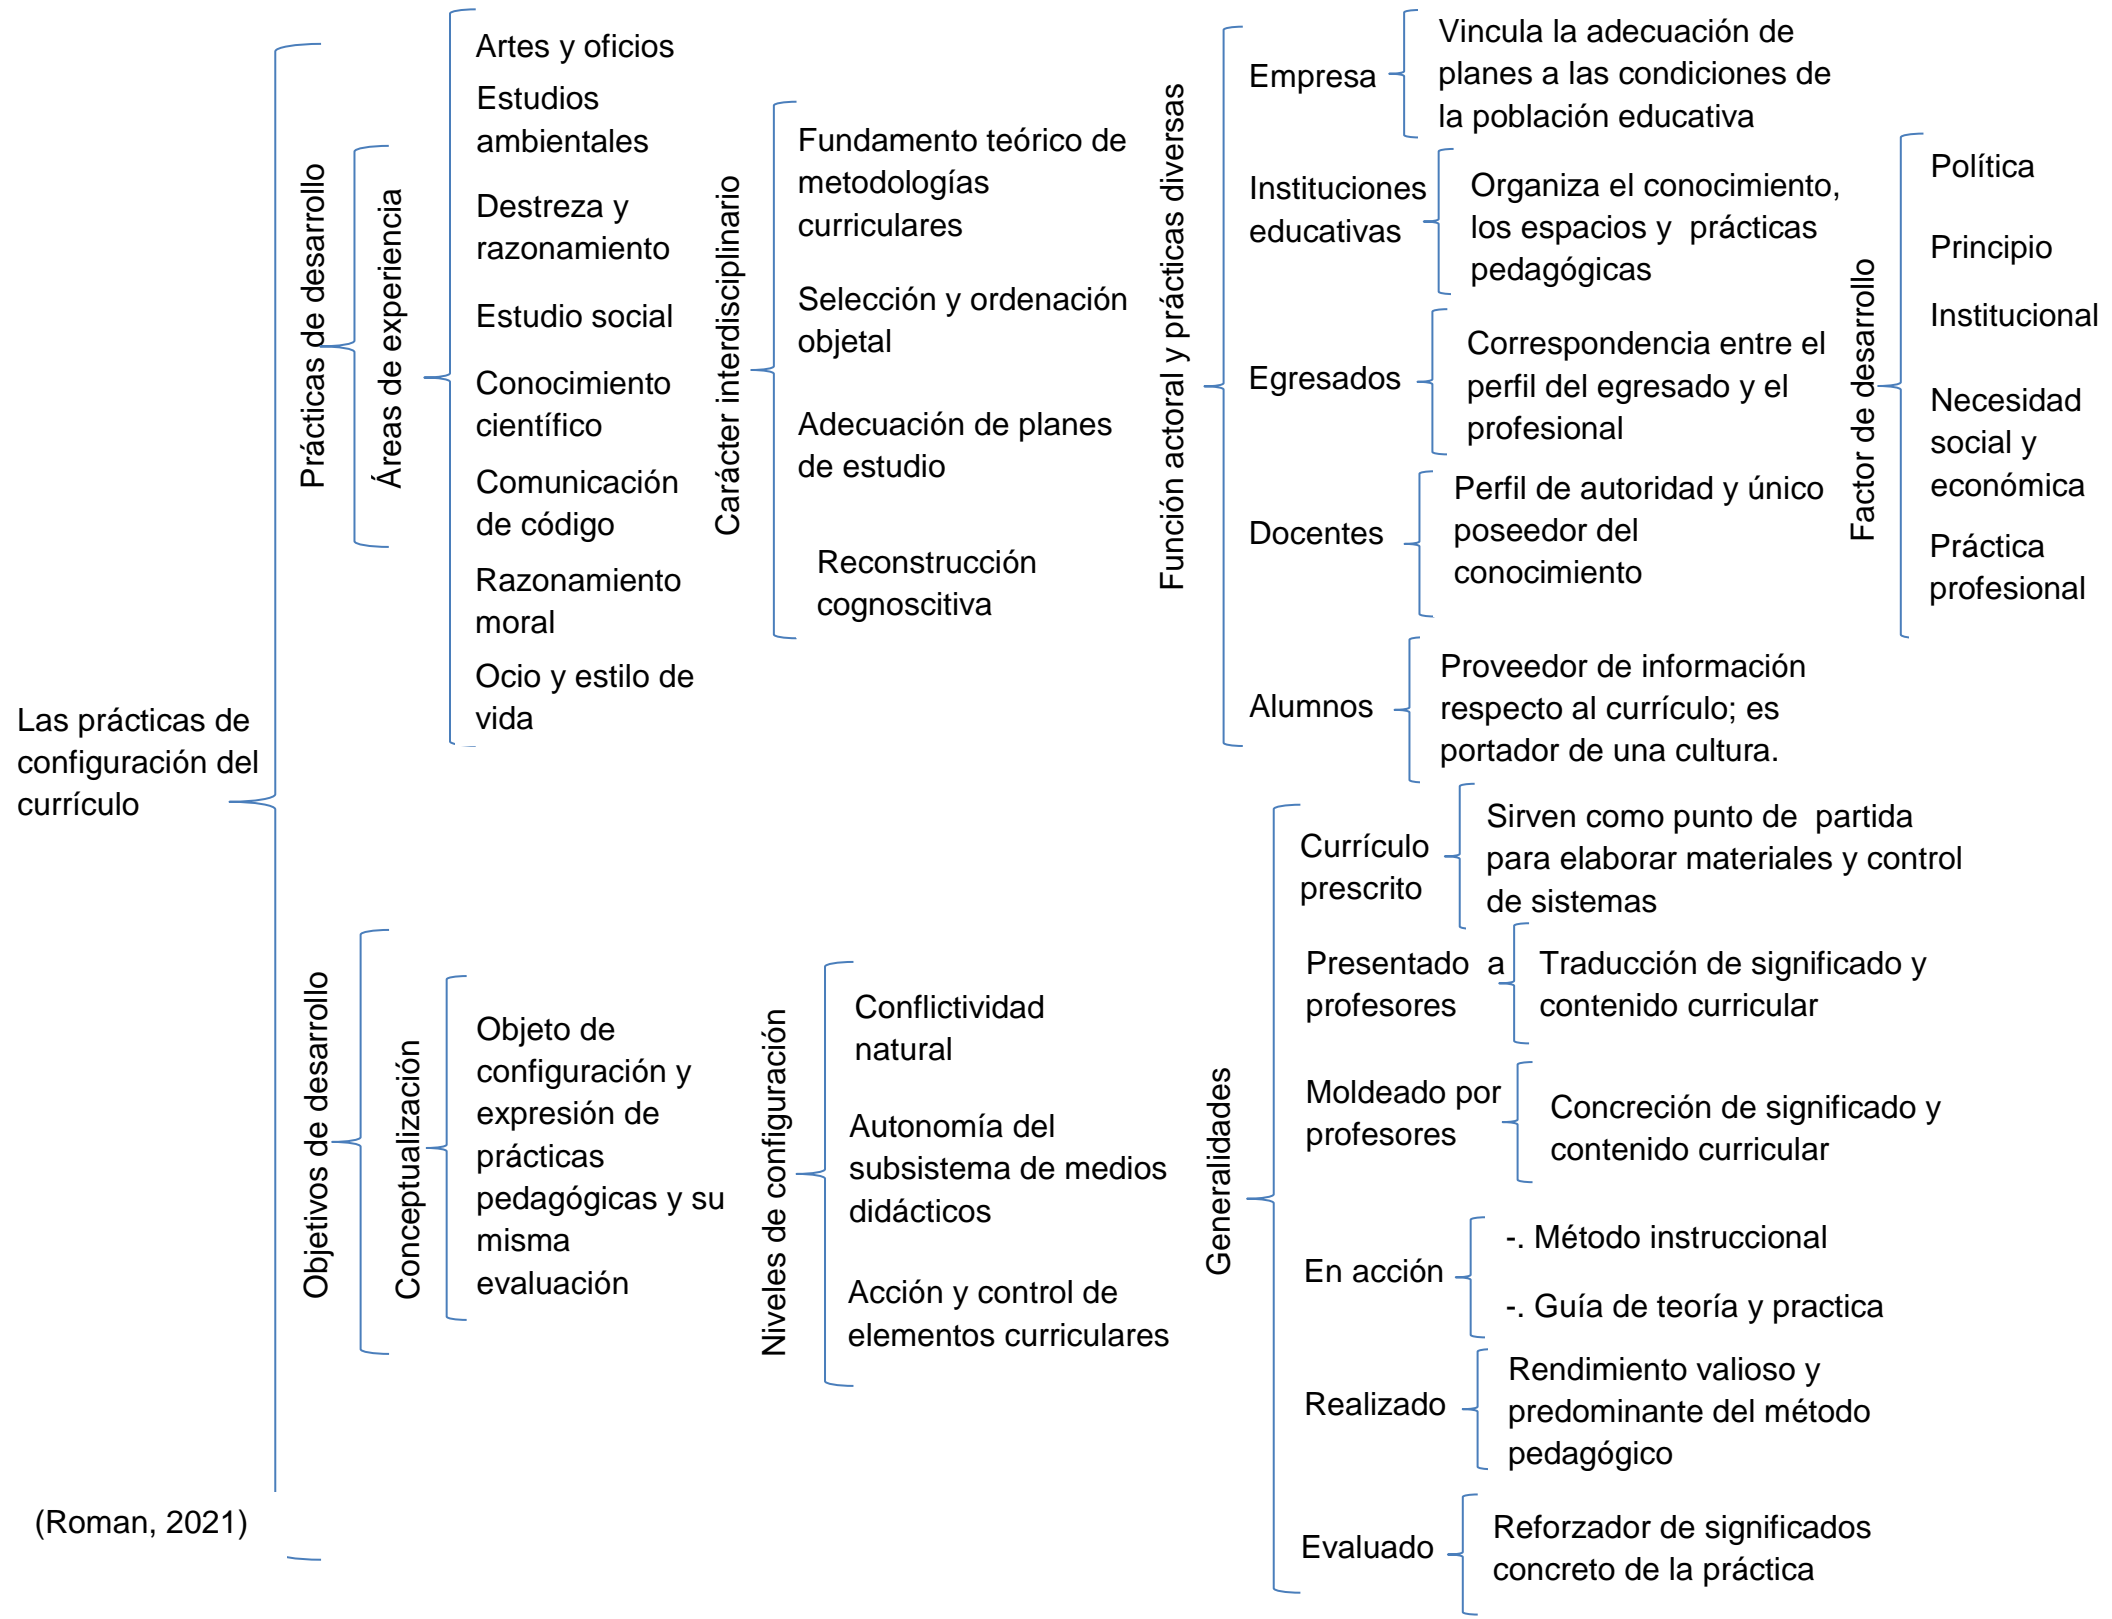 Las prácticas de
configuración del
currículo
Prácticas de desarrollo
Áreas de experiencia
Artes y oficios
Estudios
ambientales
Destreza y
razonamiento
Estudio social
Conocimiento
científico
Comunicación
de código
Razonamiento
moral
Ocio y estilo de
vida
Carácter interdisciplinario
Fundamento teórico de
metodologías
curriculares
Selección y ordenación
objetal
Adecuación de planes
de estudio
Reconstrucción
cognoscitiva
Función actoral y prácticas diversas
Empresa
Vincula la adecuación de
planes a las condiciones de
la población educativa
Instituciones
educativas
Organiza el conocimiento,
los espacios y  prácticas
pedagógicas
Egresados
Correspondencia entre el
perfil del egresado y el
profesional
Docentes
Perfil de autoridad y único
poseedor del
conocimiento
Alumnos
Proveedor de información
respecto al currículo; es
portador de una cultura.
Factor de desarrollo
Política
Principio
Institucional
Necesidad
social y
económica
Práctica
profesional
Objetivos de desarrollo
Conceptualización
Objeto de
configuración y
expresión de
prácticas
pedagógicas y su
misma
evaluación
Niveles de configuración
Conflictividad
natural
Autonomía del
subsistema de medios
didácticos
Acción y control de
elementos curriculares
Generalidades
Currículo
prescrito
Sirven como punto de  partida
para elaborar materiales y control
de sistemas
Presentado  a
profesores
Traducción de significado y
contenido curricular
Moldeado por
profesores
Concreción de significado y
contenido curricular
En acción
-. Método instruccional
-. Guía de teoría y practica
Realizado
Rendimiento valioso y
predominante del método
pedagógico
Evaluado
Reforzador de significados
concreto de la práctica
(Roman, 2021)